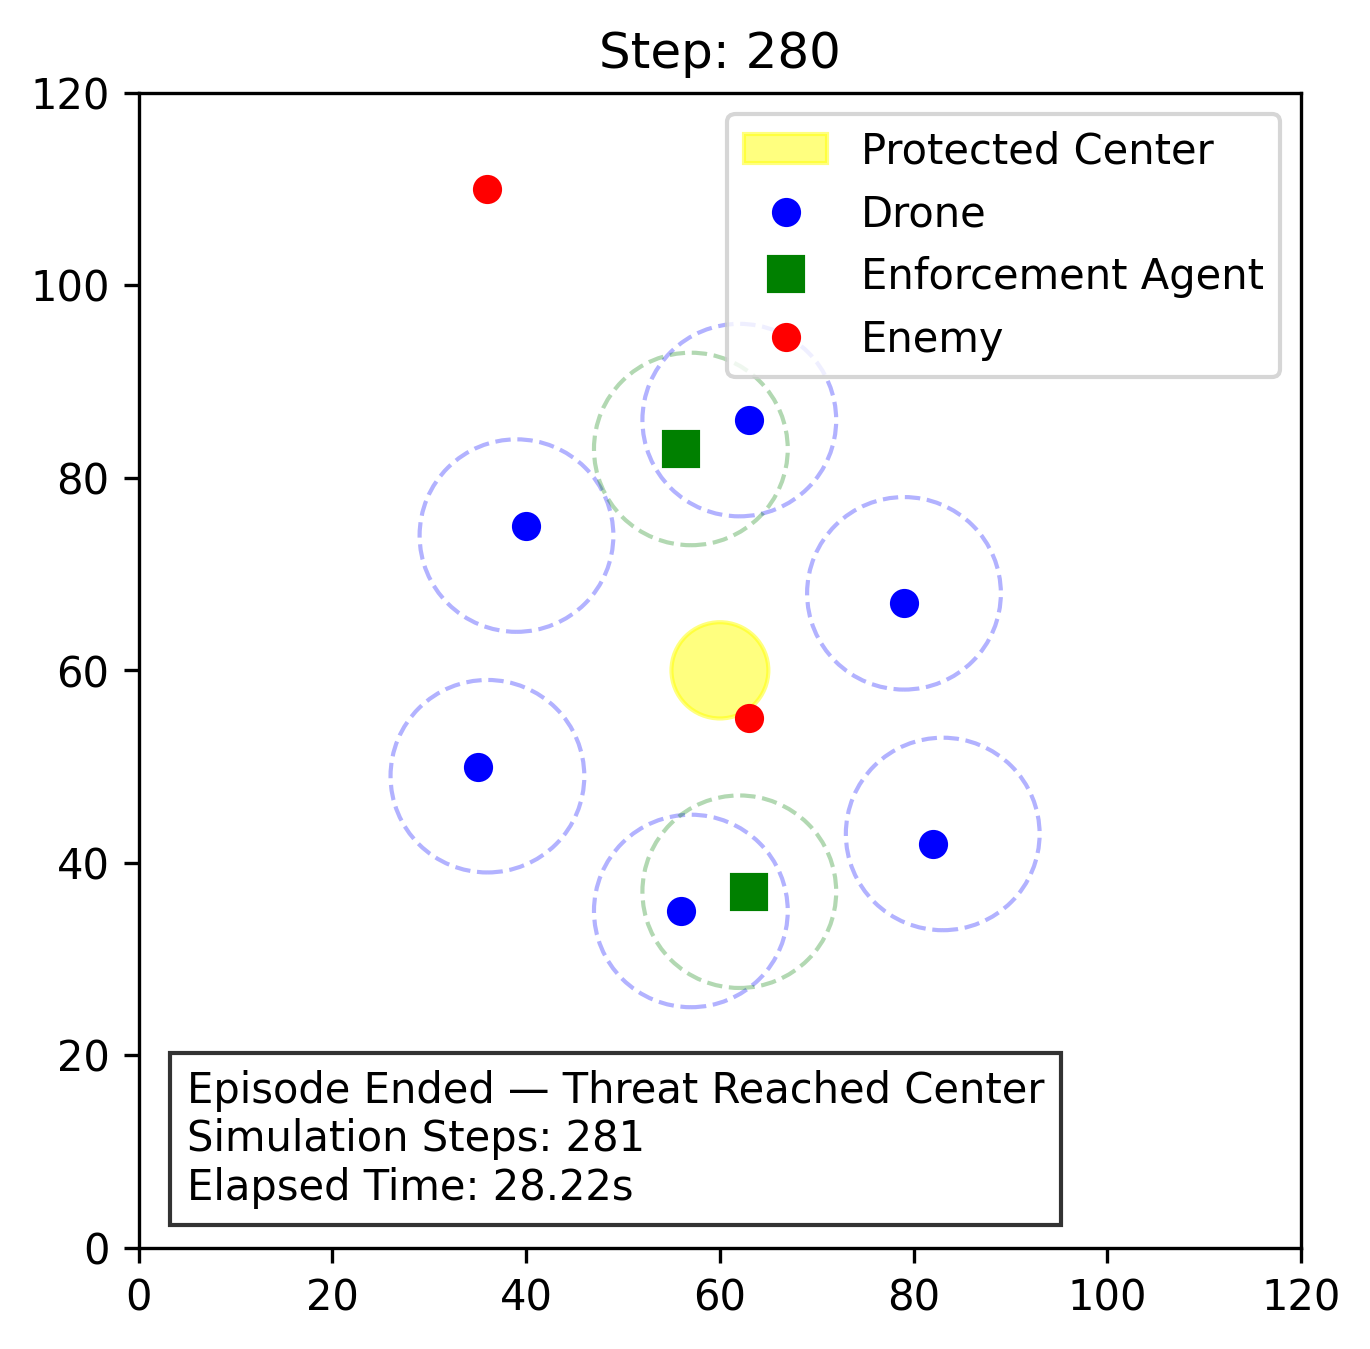 Step: 280
Protected Center
Drone
Enforcement Agent
Enemy
120
100
80
60
40
20
0
Episode Ended — Threat Reached Center
Simulation Steps: 281
Elapsed Time: 28.22s
0 20 40 60 80 100 120